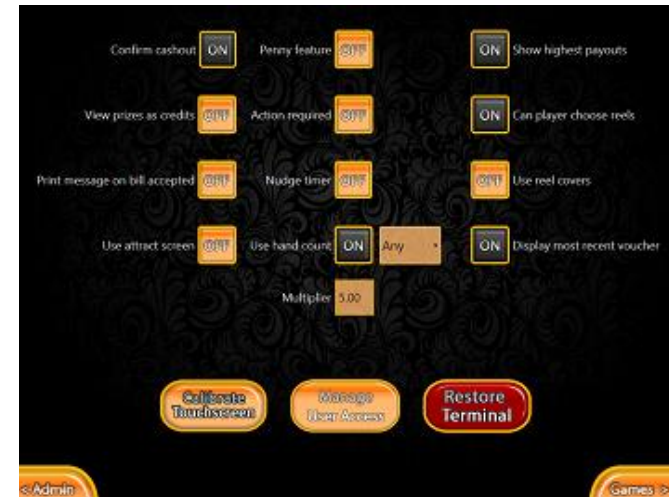 Confirm cashout ON Penny feature OFF ON Show highest payouts
View prizes as credits OFF Action required OFF ON Can player choose reels
Print message on bill accepted OFF Nudge timer OFF OFF Use reel covers
Use attract screen OFF Use hand count ON Any ON Display most recent voucher
Multiplier 5.00
Calibrate
Touchscreen
Manage
User Access
Restore
Terminal
< Admin
Games >